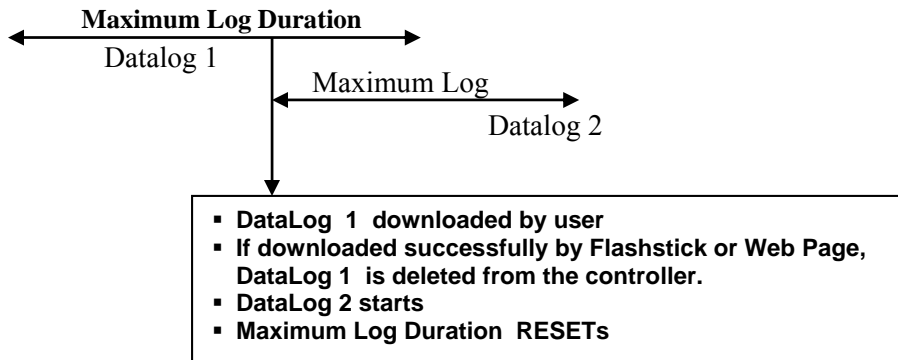 Maximum Log Duration
Datalog 1
Maximum Log
Datalog 2
▪ DataLog 1 downloaded by user
▪ If downloaded successfully by Flashstick or Web Page,
DataLog 1 is deleted from the controller.
▪ DataLog 2 starts
▪ Maximum Log Duration RESETs